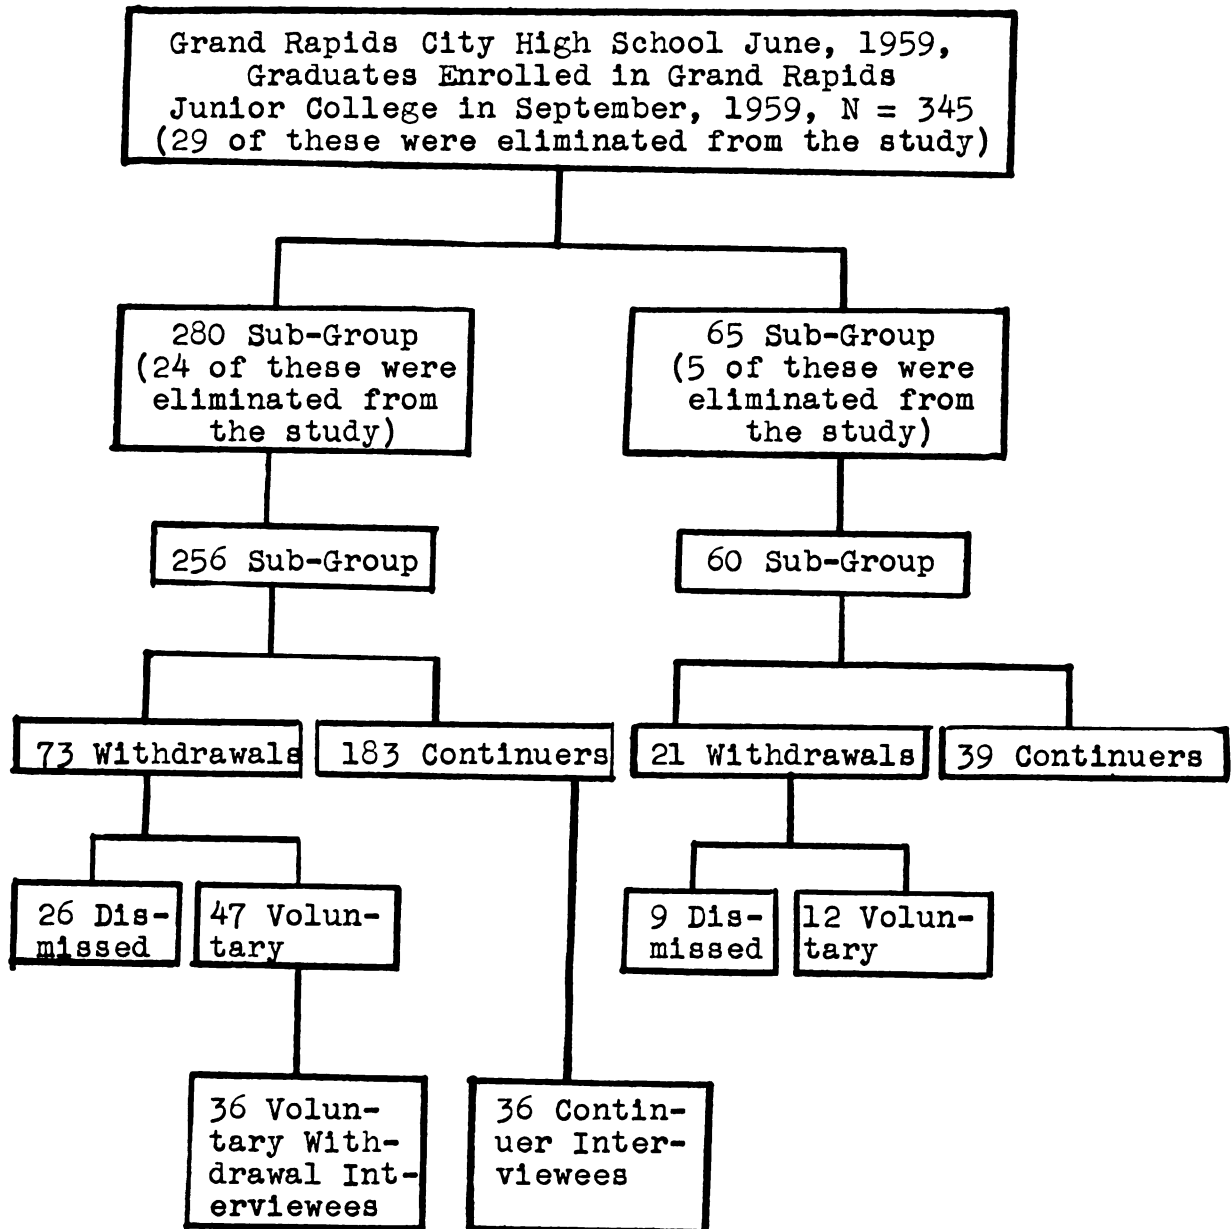 Grand Rapids City High School June, 1959,
Graduates Enrolled in Grand Rapids
Junior College in September, 1959, N = 345
(29 of these were eliminated from the study)
280 Sub-Group
(24 of these were
eliminated from
the study)
65 Sub-Group
(5 of these were
eliminated from
the study)
256 Sub-Group
60 Sub-Group
73 Withdrawals
183 Continuers
21 Withdrawals
39 Continuers
26 Dis-
missed
47 Volun-
tary
9 Dis-
missed
12 Volun-
tary
36 Volun-
tary With-
drawal Int-
erviewees
36 Contin-
uer Inter-
viewees